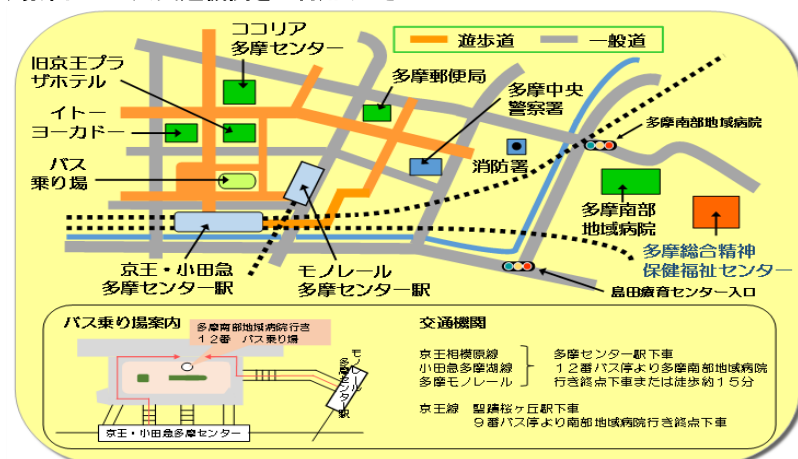 ココリア
多摩センター
遊歩道
一般道
旧京王プラ
ザホテル
多摩郵便局
多摩中央
警察署
イトー
ヨーカドー
多摩南部地域病院
消防署
バス
乗り場
多摩南部
地域病院
多摩総合精神
保健福祉センター
京王・小田急
多摩センター駅
モノレール
多摩センター駅
島田療育センター入口
バス乗り場案内
多摩南部地域病院行き
12番 バス乗り場
モノレール
多摩センター駅
京王・小田急多摩センター
交通機関
京王相模原線
小田急多摩湖線
多摩モノレール
多摩センター駅下車
12番バス停より多摩南部地域病院
行き終点下車または徒歩約15分
京王線 聖蹟桜ヶ丘駅下車
9番バス停より南部地域病院行き終点下車